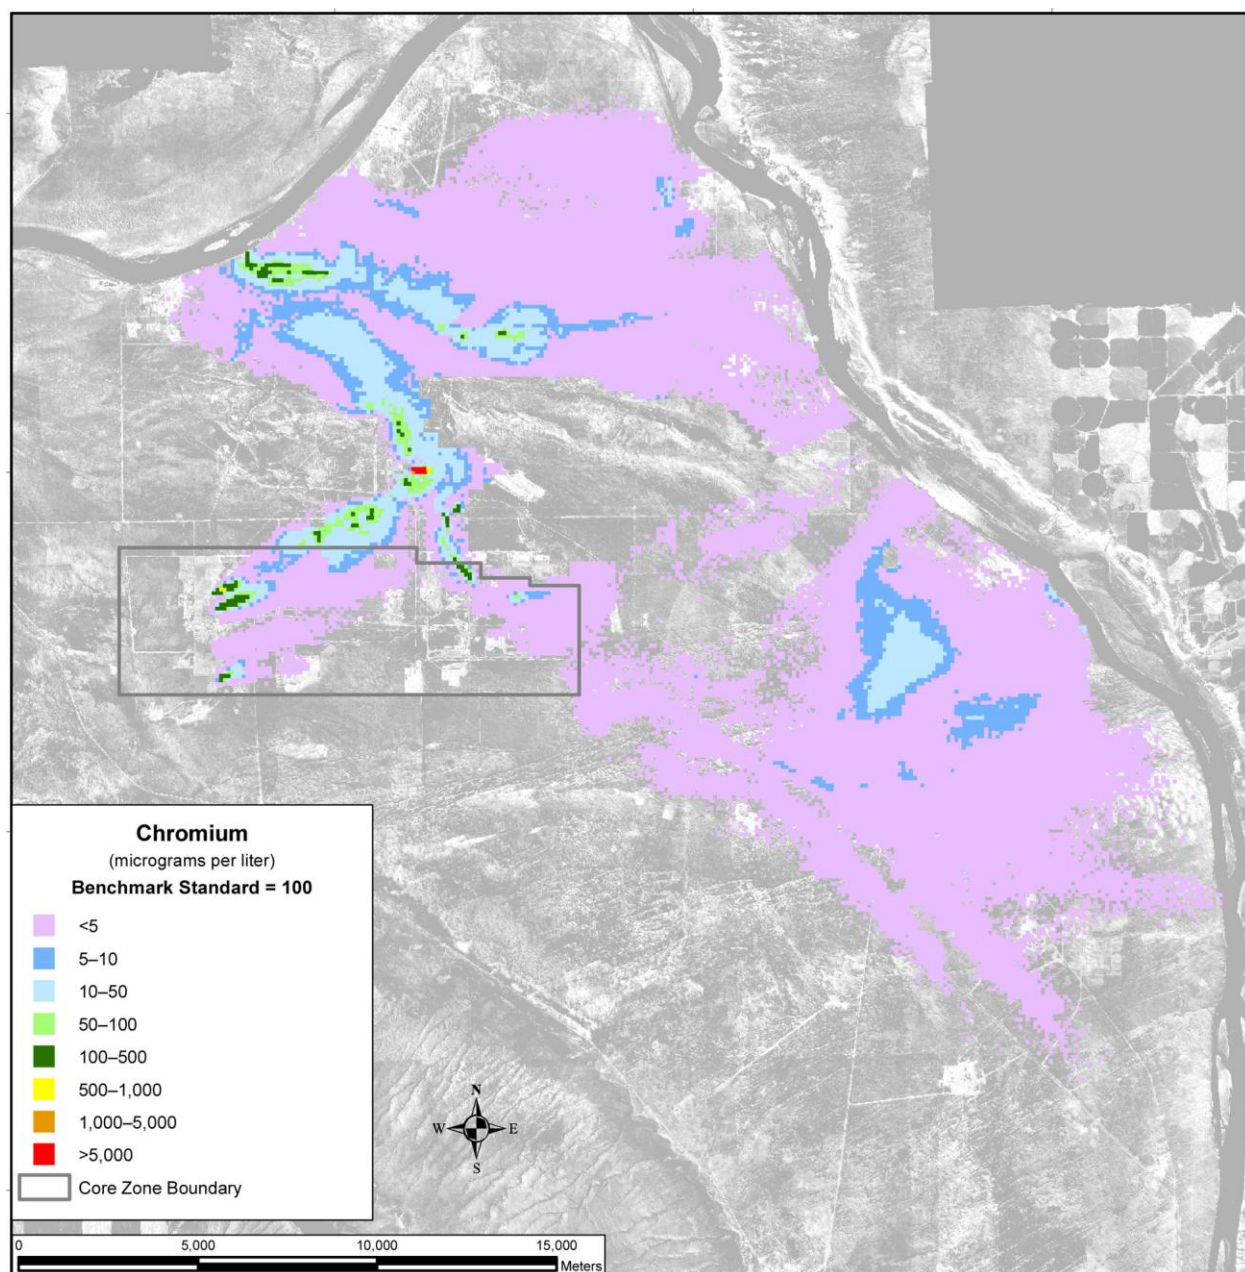 Chromium
(micrograms per liter)
Benchmark Standard = 100
<5
5–10
10–50
50–100
100–500
500–1,000
1,000–5,000
>5,000
Core Zone Boundary
N
W E
S
0 5,000 10,000 15,000
Meters